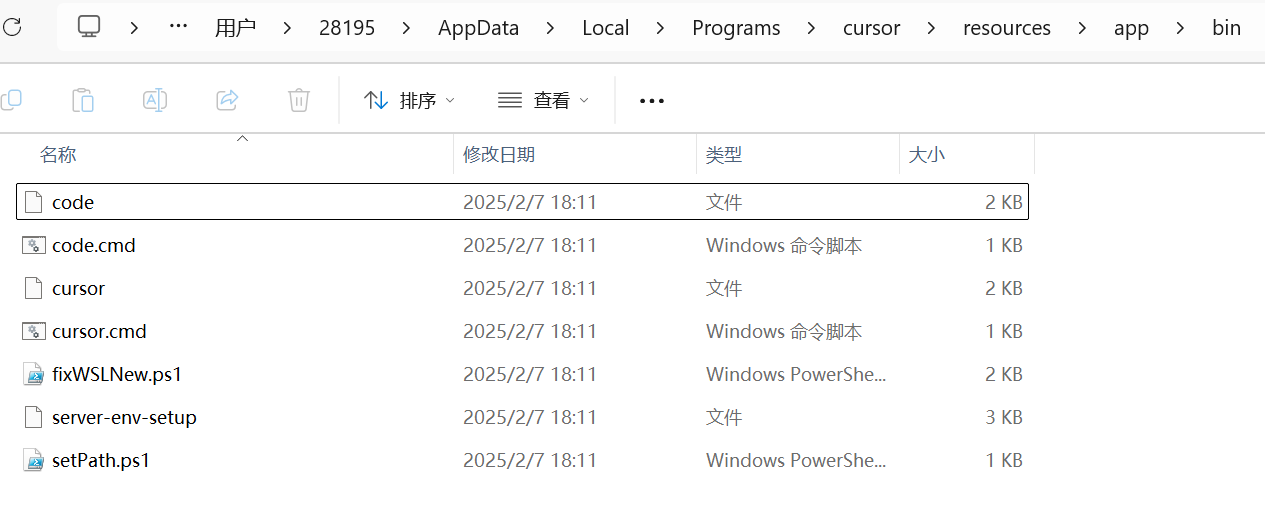 ··· 用户 28195 AppData Local Programs cursor resources app bin
排序 查看 ···
名称 修改日期 类型 大小
code 2025/2/7 18:11 文件 2 KB
code.cmd 2025/2/7 18:11 Windows 命令脚本 1 KB
cursor 2025/2/7 18:11 文件 2 KB
cursor.cmd 2025/2/7 18:11 Windows 命令脚本 1 KB
fixWSLNew.ps1 2025/2/7 18:11 Windows PowerShe... 2 KB
server-env-setup 2025/2/7 18:11 文件 3 KB
setPath.ps1 2025/2/7 18:11 Windows PowerShe... 1 KB